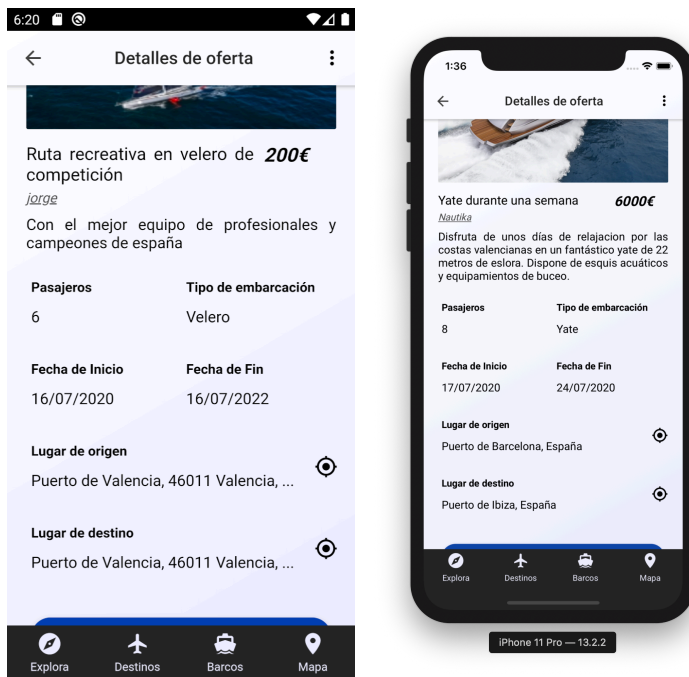 6:20
Detalles de oferta
Ruta recreativa en velero de 200€
competición
jorge
Con el mejor equipo de profesionales y
campeones de españa
Pasajeros Tipo de embarcación
6 Velero
Fecha de Inicio Fecha de Fin
16/07/2020 16/07/2022
Lugar de origen
Puerto de Valencia, 46011 Valencia, ...
Lugar de destino
Puerto de Valencia, 46011 Valencia, ...
Explora Destinos Barcos Mapa
1:36
Detalles de oferta
Yate durante una semana 6000€
Nautika
Disfruta de unos días de relajacion por las
costas valencianas en un fantástico yate de 22
metros de eslora. Dispone de esquis acuáticos
y equipamientos de buceo.
Pasajeros Tipo de embarcación
8 Yate
Fecha de Inicio Fecha de Fin
17/07/2020 24/07/2020
Lugar de origen
Puerto de Barcelona, España
Lugar de destino
Puerto de Ibiza, España
Explora Destinos Barcos Mapa
iPhone 11 Pro — 13.2.2